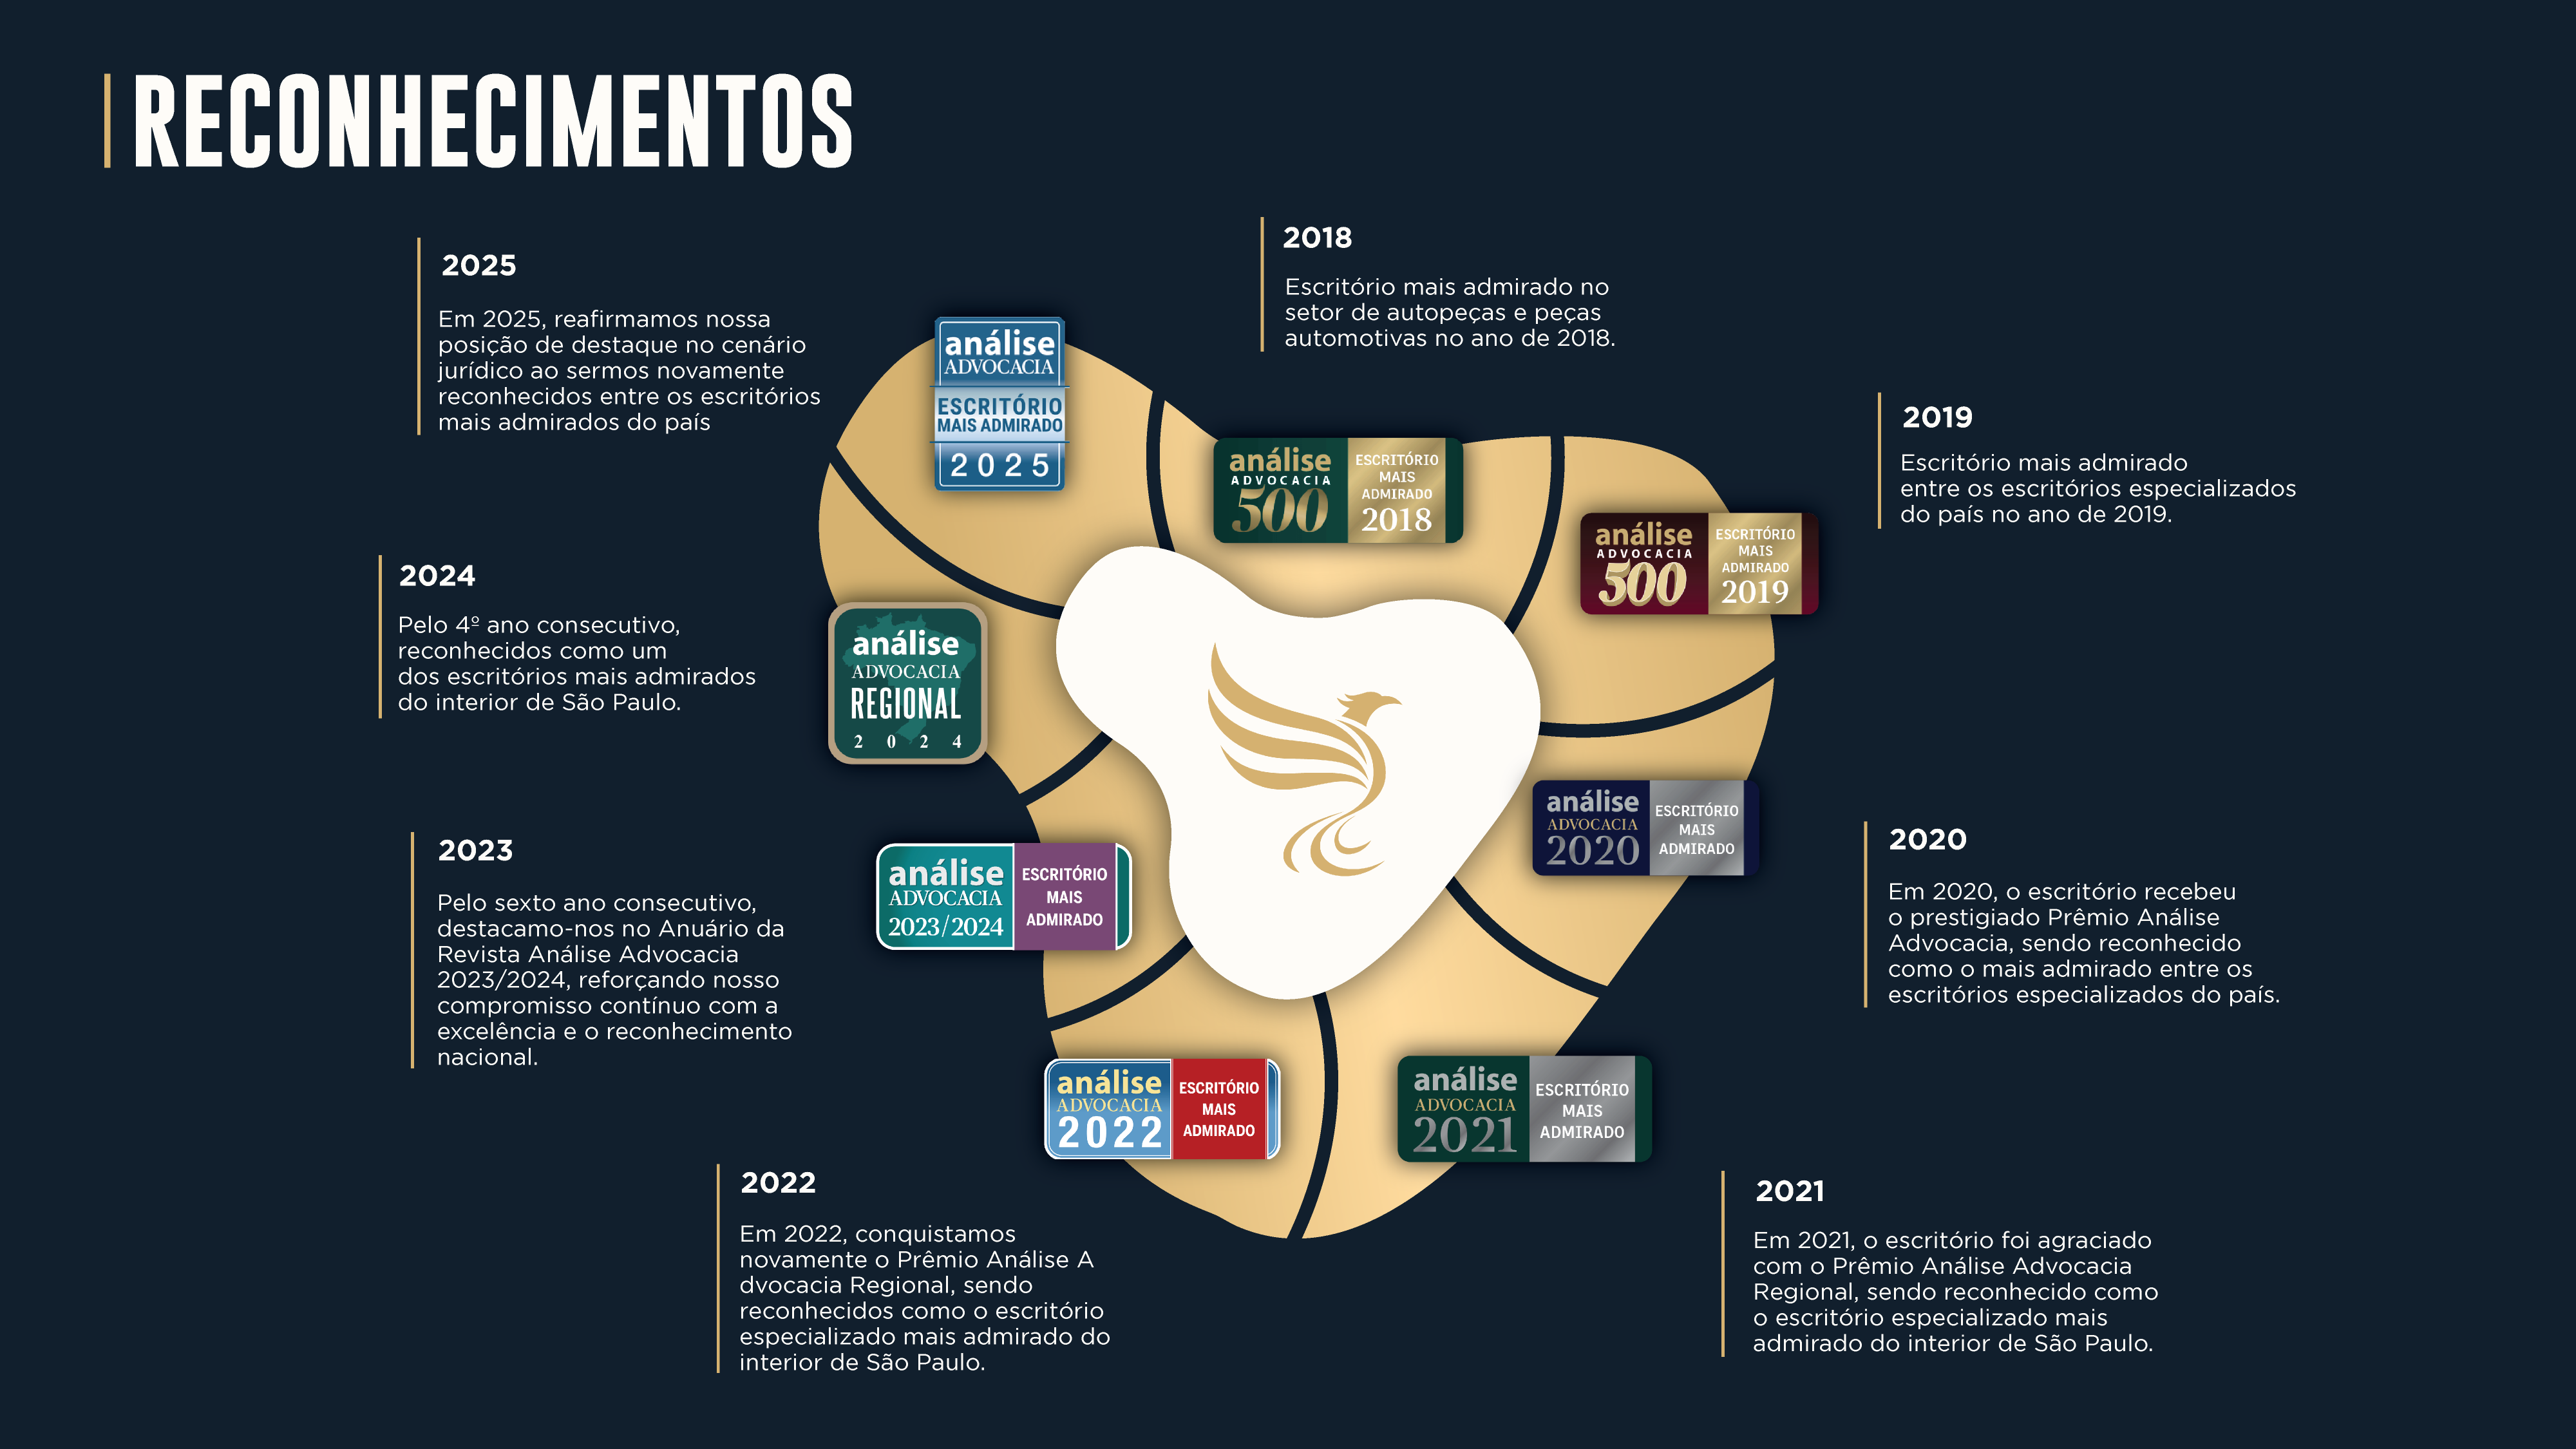 RECONHECIMENTOS
2018
Escritório mais admirado no
setor de autopeças e peças
automotivas no ano de 2018.
2019
Escritório mais admirado
entre os escritórios especializados
do país no ano de 2019.
2020
Em 2020, o escritório recebeu
o prestigiado Prêmio Análise
Advocacia, sendo reconhecido
como o mais admirado entre os
escritórios especializados do país.
2021
Em 2021, o escritório foi agraciado
com o Prêmio Análise Advocacia
Regional, sendo reconhecido como
o escritório especializado mais
admirado do interior de São Paulo.
2022
Em 2022, conquistamos
novamente o Prêmio Análise A
dvocacia Regional, sendo
reconhecidos como o escritório
especializado mais admirado do
interior de São Paulo.
2023
Pelo sexto ano consecutivo,
destacamo-nos no Anuário da
Revista Análise Advocacia
2023/2024, reforçando nosso
compromisso contínuo com a
excelência e o reconhecimento
nacional.
2024
Pelo 4º ano consecutivo,
reconhecidos como um
dos escritórios mais admirados
do interior de São Paulo.
2025
Em 2025, reafirmamos nossa
posição de destaque no cenário
jurídico ao sermos novamente
reconhecidos entre os escritórios
mais admirados do país
análise
ADVOCACIA
ESCRITÓRIO
MAIS ADMIRADO
2025
análise
ADVOCACIA
500
ESCRITÓRIO
MAIS
ADMIRADO
2018
análise
ADVOCACIA
500
ESCRITÓRIO
MAIS
ADMIRADO
2019
análise
ADVOCACIA
2020
ESCRITÓRIO
MAIS
ADMIRADO
análise
ADVOCACIA
2021
ESCRITÓRIO
MAIS
ADMIRADO
análise
ADVOCACIA
2022
ESCRITÓRIO
MAIS
ADMIRADO
análise
ADVOCACIA
2023/2024
ESCRITÓRIO
MAIS
ADMIRADO
análise
ADVOCACIA
REGIONAL
2 0 2 4